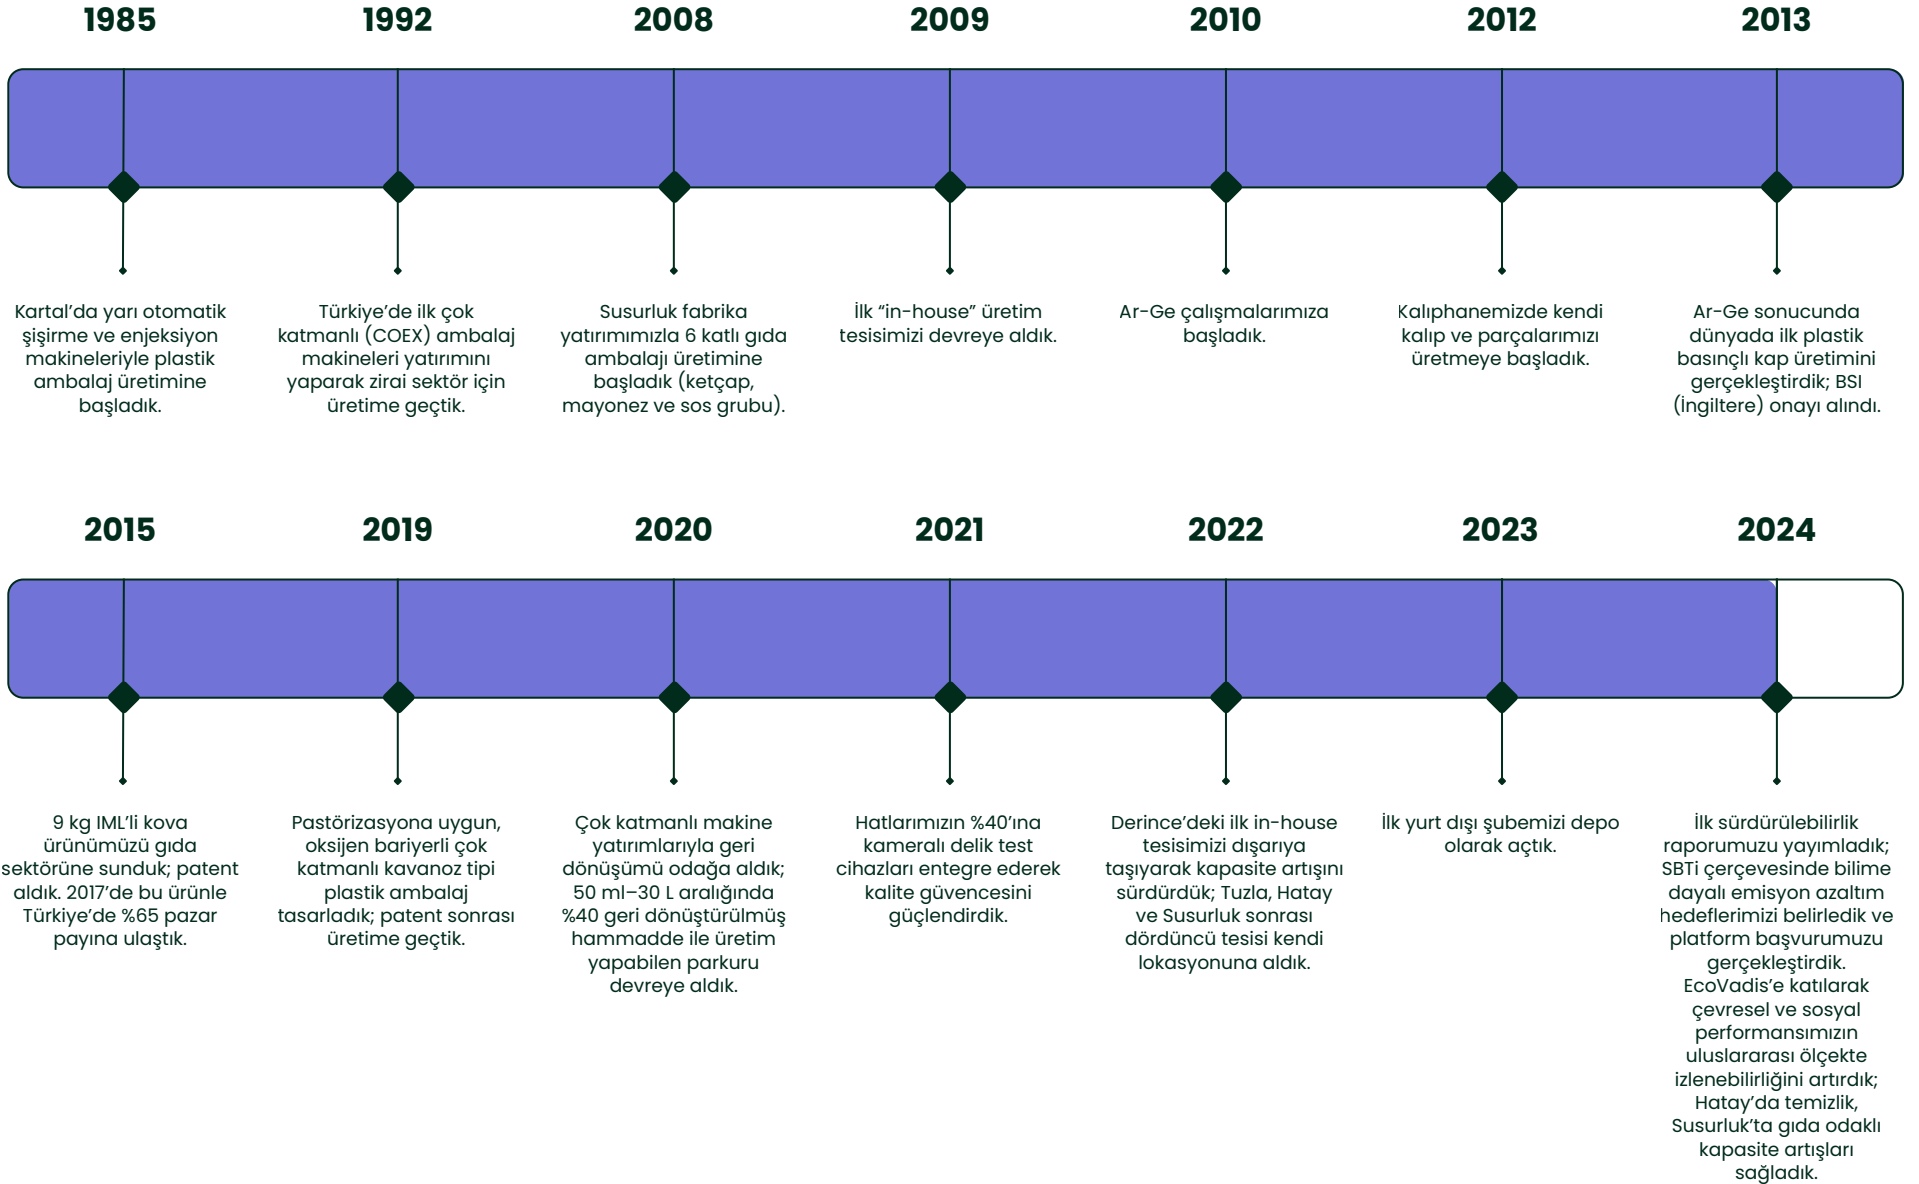 1985
Kartal’da yarı otomatik
şişirme ve enjeksiyon
makineleriyle plastik
ambalaj üretimine
başladık.
1992
Türkiye’de ilk çok
katmanlı (COEX) ambalaj
makineleri yatırımını
yaparak zirai sektör için
üretime geçtik.
2008
Susurluk fabrika
yatırımımızla 6 katlı gıda
ambalajı üretimine
başladık (ketçap,
mayonez ve sos grubu).
2009
İlk “in-house” üretim
tesisimizi devreye aldık.
2010
Ar-Ge çalışmalarımıza
başladık.
2012
Kalıphanemizde kendi
kalıp ve parçalarımızı
üretmeye başladık.
2013
Ar-Ge sonucunda
dünyada ilk plastik
basınçlı kap üretimini
gerçekleştirdik; BSI
(İngiltere) onayı alındı.
2015
9 kg IML’li kova
ürünümüzü gıda
sektörüne sunduk; patent
aldık. 2017’de bu ürünle
Türkiye’de %65 pazar
payına ulaştık.
2019
Pastörizasyona uygun,
oksijen bariyerli çok
katmanlı kavanoz tipi
plastik ambalaj
tasarladık; patent sonrası
üretime geçtik.
2020
Çok katmanlı makine
yatırımlarıyla geri
dönüşümü odağa aldık;
50 ml–30 L aralığında
%40 geri dönüştürülmüş
hammadde ile üretim
yapabilen parkuru
devreye aldık.
2021
Hatlarımızın %40’ına
kameralı delik test
cihazları entegre ederek
kalite güvencesini
güçlendirdik.
2022
Derince’deki ilk in-house
tesisimizi dışarıya
taşıyarak kapasite artışını
sürdürdük; Tuzla, Hatay
ve Susurluk sonrası
dördüncü tesisi kendi
lokasyonuna aldık.
2023
İlk yurt dışı şubemizi depo
olarak açtık.
2024
İlk sürdürülebilirlik
raporumuzu yayımladık;
SBTi çerçevesinde bilime
dayalı emisyon azaltım
hedeflerimizi belirledik ve
platform başvurumuzu
gerçekleştirdik.
EcoVadis’e katılarak
çevresel ve sosyal
performansımızın
uluslararası ölçekte
izlenebilirliğini artırdık;
Hatay’da temizlik,
Susurluk’ta gıda odaklı
kapasite artışları
sağladık.